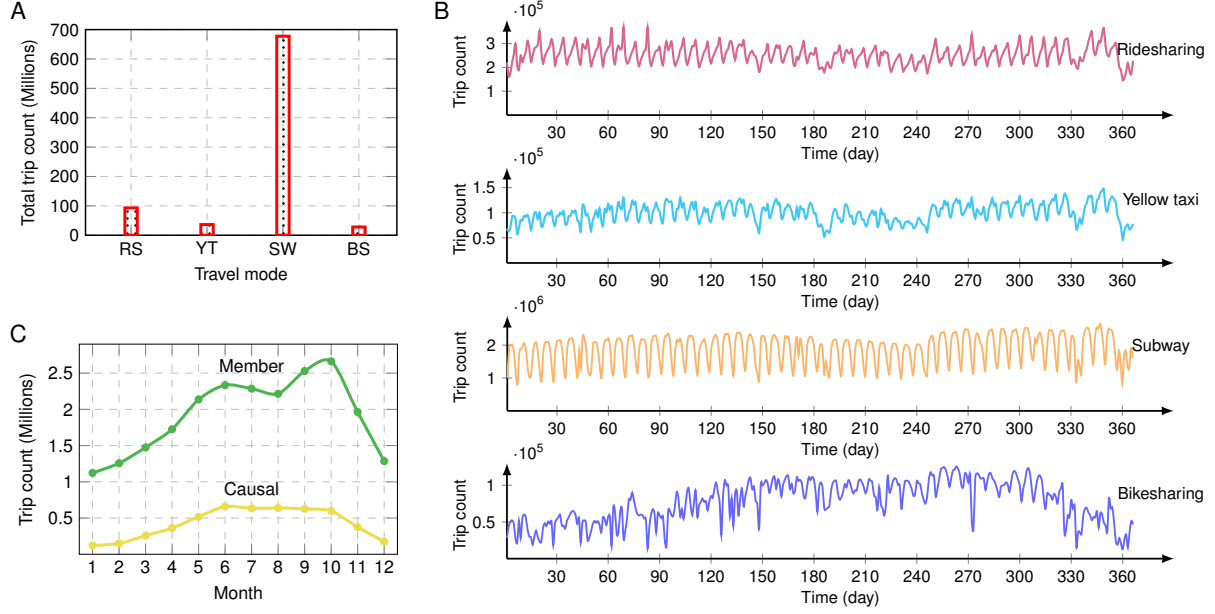 A
Total trip count (Millions)
700
600
500
400
300
200
100
0
RS YT SW BS
Travel mode
B
·10^5
Trip count
3
2
1
30 60 90 120 150 180 210 240 270 300 330 360
Time (day)
Ridesharing
·10^5
Trip count
1.5
1
0.5
30 60 90 120 150 180 210 240 270 300 330 360
Time (day)
Yellow taxi
·10^6
Trip count
2
1
30 60 90 120 150 180 210 240 270 300 330 360
Time (day)
Subway
·10^5
Trip count
1
0.5
30 60 90 120 150 180 210 240 270 300 330 360
Time (day)
Bikesharing
C
Trip count (Millions)
2.5
2
1.5
1
0.5
Member
Causal
1 2 3 4 5 6 7 8 9 10 11 12
Month